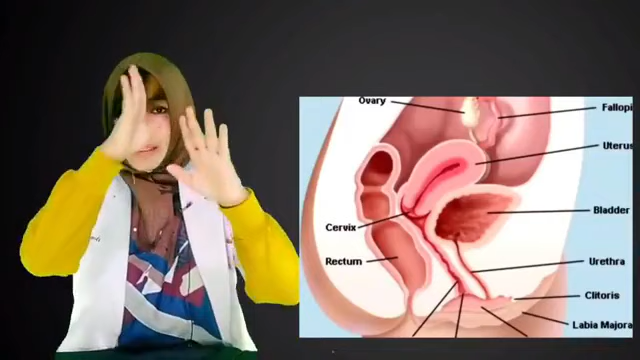 Ovary
Fallopi
Uterus
Bladder
Cervix
Rectum
Urethra
Clitoris
Labia Majora